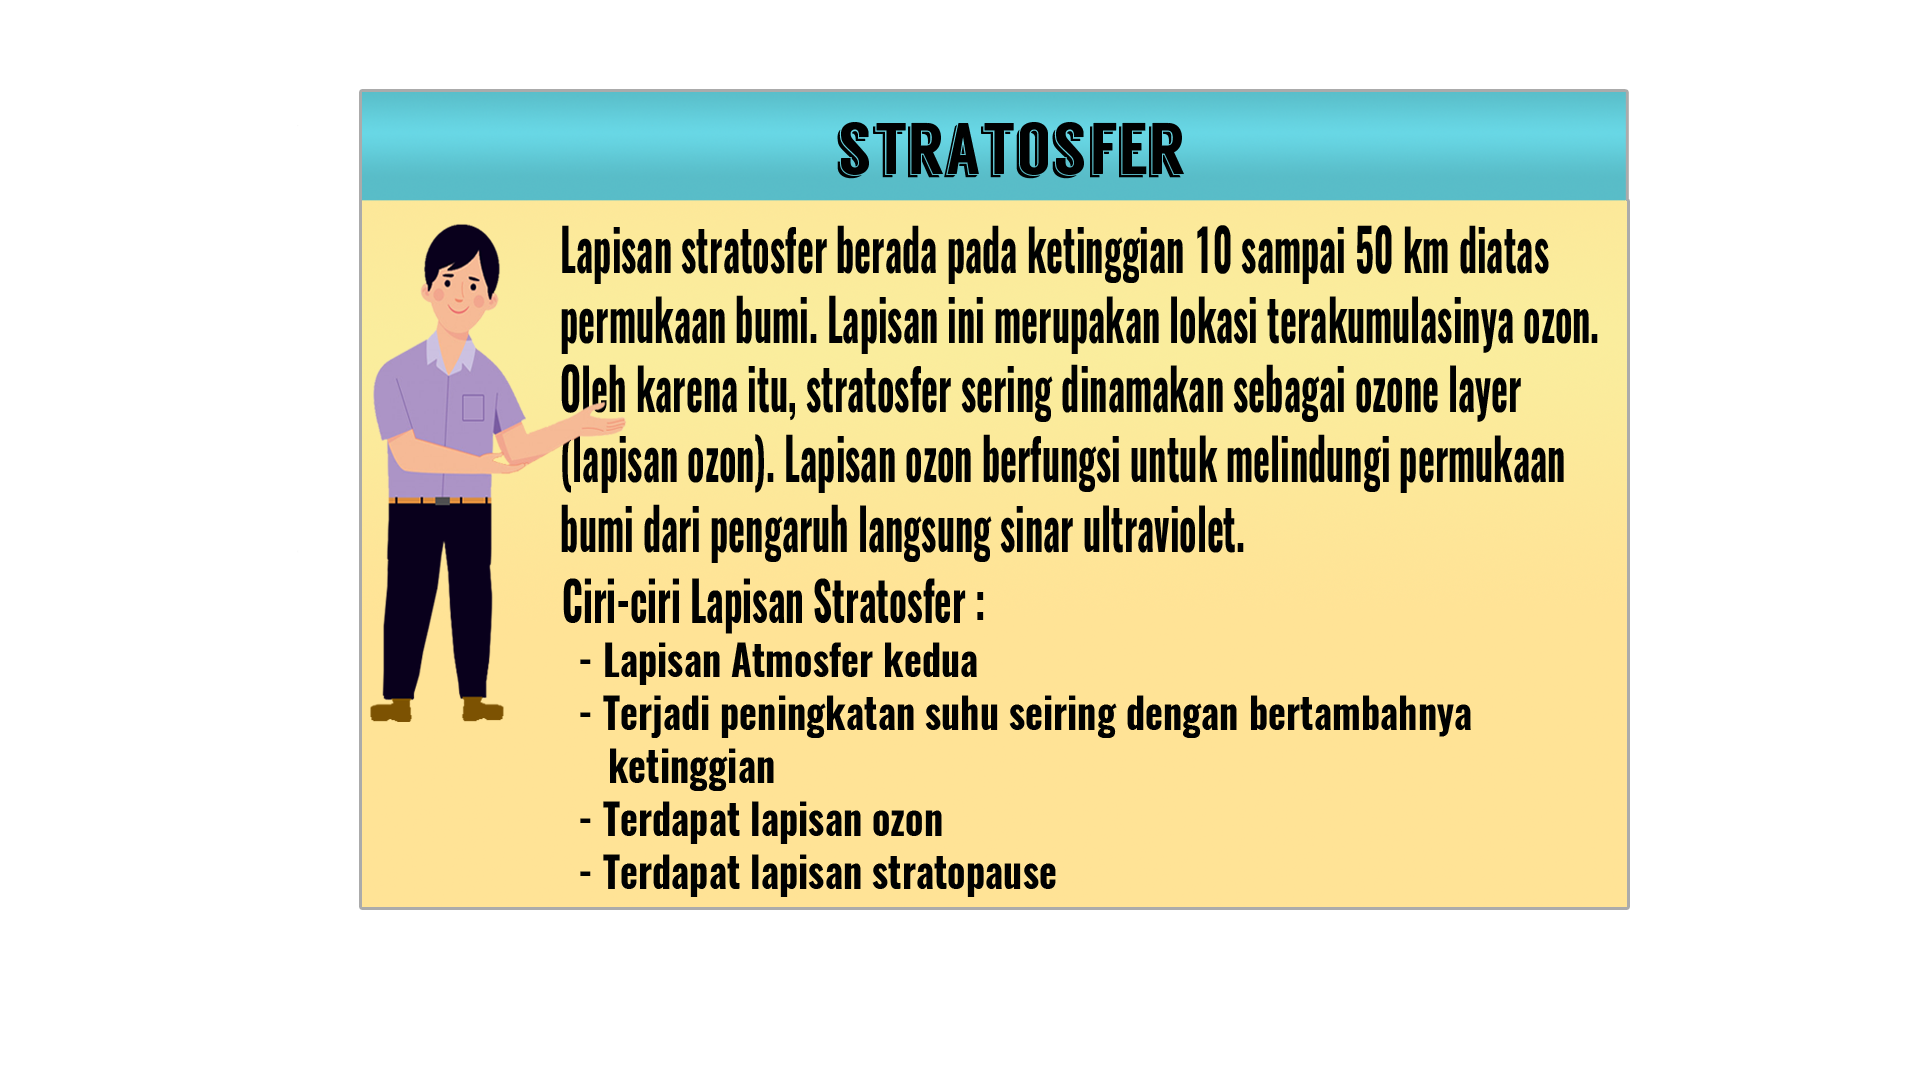 STRATOSFER
Lapisan stratosfer berada pada ketinggian 10 sampai 50 km diatas
permukaan bumi. Lapisan ini merupakan lokasi terakumulasinya ozon.
Oleh karena itu, stratosfer sering dinamakan sebagai ozone layer
(lapisan ozon). Lapisan ozon berfungsi untuk melindungi permukaan
bumi dari pengaruh langsung sinar ultraviolet.
Ciri-ciri Lapisan Stratosfer :
- Lapisan Atmosfer kedua
- Terjadi peningkatan suhu seiring dengan bertambahnya
ketinggian
- Terdapat lapisan ozon
- Terdapat lapisan stratopause